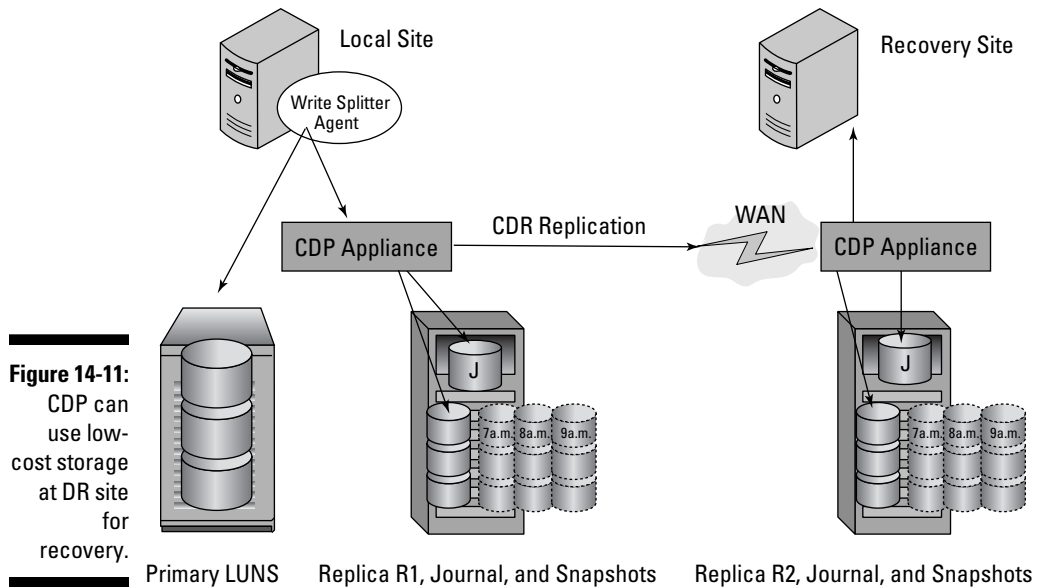 Local Site
Recovery Site
Write Splitter
Agent
WAN
CDR Replication
CDP Appliance
CDP Appliance
J
J
7a.m. 8a.m. 9a.m.
7a.m. 8a.m. 9a.m.
Figure 14-11:
CDP can
use low-
cost storage
at DR site
for
recovery.
Primary LUNS
Replica R1, Journal, and Snapshots
Replica R2, Journal, and Snapshots